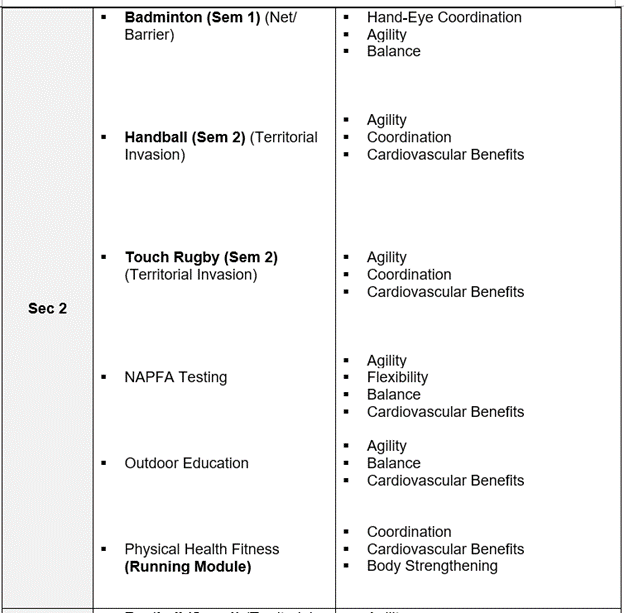 Sec 2
▪ Badminton (Sem 1) (Net/
Barrier)
▪ Hand-Eye Coordination
▪ Agility
▪ Balance
▪ Handball (Sem 2) (Territorial
Invasion)
▪ Agility
▪ Coordination
▪ Cardiovascular Benefits
▪ Touch Rugby (Sem 2)
(Territorial Invasion)
▪ Agility
▪ Coordination
▪ Cardiovascular Benefits
▪ NAPFA Testing
▪ Agility
▪ Flexibility
▪ Balance
▪ Cardiovascular Benefits
▪ Outdoor Education
▪ Agility
▪ Balance
▪ Cardiovascular Benefits
▪ Physical Health Fitness
(Running Module)
▪ Coordination
▪ Cardiovascular Benefits
▪ Body Strengthening